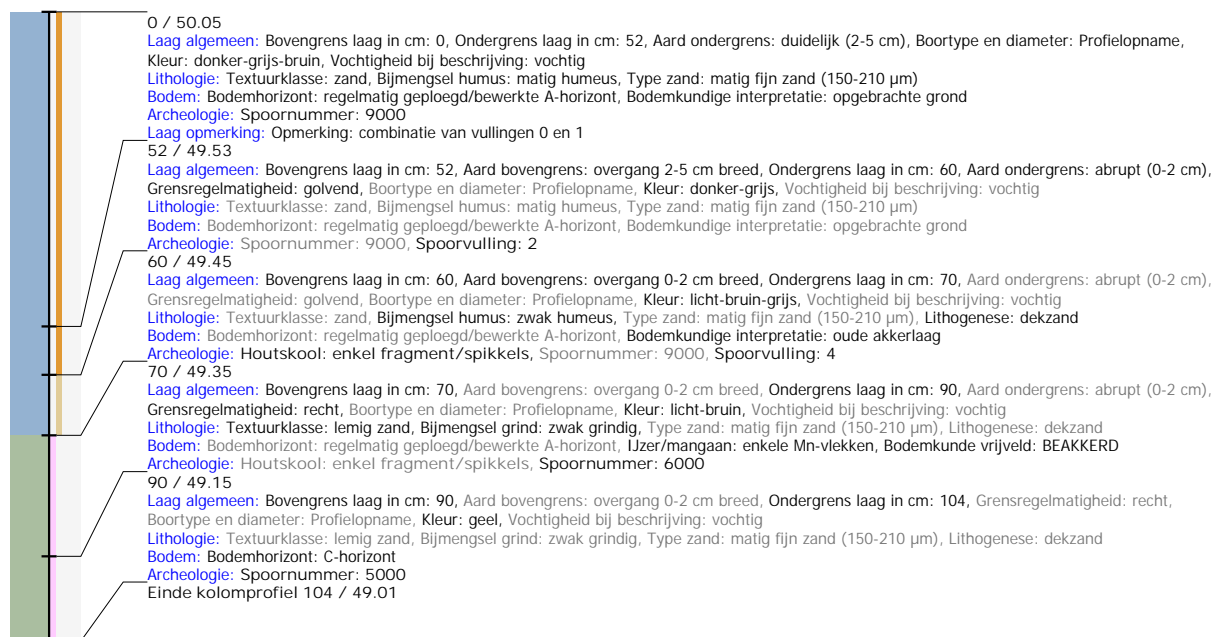 0 / 50.05
Laag algemeen: Bovengrens laag in cm: 0, Ondergrens laag in cm: 52, Aard ondergrens: duidelijk (2-5 cm), Boortype en diameter: Profielopname,
Kleur: donker-grijs-bruin, Vochtigheid bij beschrijving: vochtig
Lithologie: Textuurklasse: zand, Bijmengsel humus: matig humeus, Type zand: matig fijn zand (150-210 µm)
Bodem: Bodemhorizont: regelmatig geploegd/bewerkte A-horizont, Bodemkundige interpretatie: opgebrachte grond
Archeologie: Spoornummer: 9000
Laag opmerking: Opmerking: combinatie van vullingen 0 en 1
52 / 49.53
Laag algemeen: Bovengrens laag in cm: 52, Aard bovengrens: overgang 2-5 cm breed, Ondergrens laag in cm: 60, Aard ondergrens: abrupt (0-2 cm),
Grensregelmatigheid: golvend, Boortype en diameter: Profielopname, Kleur: donker-grijs, Vochtigheid bij beschrijving: vochtig
Lithologie: Textuurklasse: zand, Bijmengsel humus: matig humeus, Type zand: matig fijn zand (150-210 µm)
Bodem: Bodemhorizont: regelmatig geploegd/bewerkte A-horizont, Bodemkundige interpretatie: opgebrachte grond
Archeologie: Spoornummer: 9000, Spoorvulling: 2
60 / 49.45
Laag algemeen: Bovengrens laag in cm: 60, Aard bovengrens: overgang 0-2 cm breed, Ondergrens laag in cm: 70, Aard ondergrens: abrupt (0-2 cm),
Grensregelmatigheid: golvend, Boortype en diameter: Profielopname, Kleur: licht-bruin-grijs, Vochtigheid bij beschrijving: vochtig
Lithologie: Textuurklasse: zand, Bijmengsel humus: zwak humeus, Type zand: matig fijn zand (150-210 µm), Lithogenese: dekzand
Bodem: Bodemhorizont: regelmatig geploegd/bewerkte A-horizont, Bodemkundige interpretatie: oude akkerlaag
Archeologie: Houtskool: enkel fragment/spikkels, Spoornummer: 9000, Spoorvulling: 4
70 / 49.35
Laag algemeen: Bovengrens laag in cm: 70, Aard bovengrens: overgang 0-2 cm breed, Ondergrens laag in cm: 90, Aard ondergrens: abrupt (0-2 cm),
Grensregelmatigheid: recht, Boortype en diameter: Profielopname, Kleur: licht-bruin, Vochtigheid bij beschrijving: vochtig
Lithologie: Textuurklasse: lemig zand, Bijmengsel grind: zwak grindig, Type zand: matig fijn zand (150-210 µm), Lithogenese: dekzand
Bodem: Bodemhorizont: regelmatig geploegd/bewerkte A-horizont, IJzer/mangaan: enkele Mn-vlekken, Bodemkunde vrijveld: BEAKKERD
Archeologie: Houtskool: enkel fragment/spikkels, Spoornummer: 6000
90 / 49.15
Laag algemeen: Bovengrens laag in cm: 90, Aard bovengrens: overgang 0-2 cm breed, Ondergrens laag in cm: 104, Grensregelmatigheid: recht,
Boortype en diameter: Profielopname, Kleur: geel, Vochtigheid bij beschrijving: vochtig
Lithologie: Textuurklasse: lemig zand, Bijmengsel grind: zwak grindig, Type zand: matig fijn zand (150-210 µm), Lithogenese: dekzand
Bodem: Bodemhorizont: C-horizont
Archeologie: Spoornummer: 5000
Einde kolomprofiel 104 / 49.01